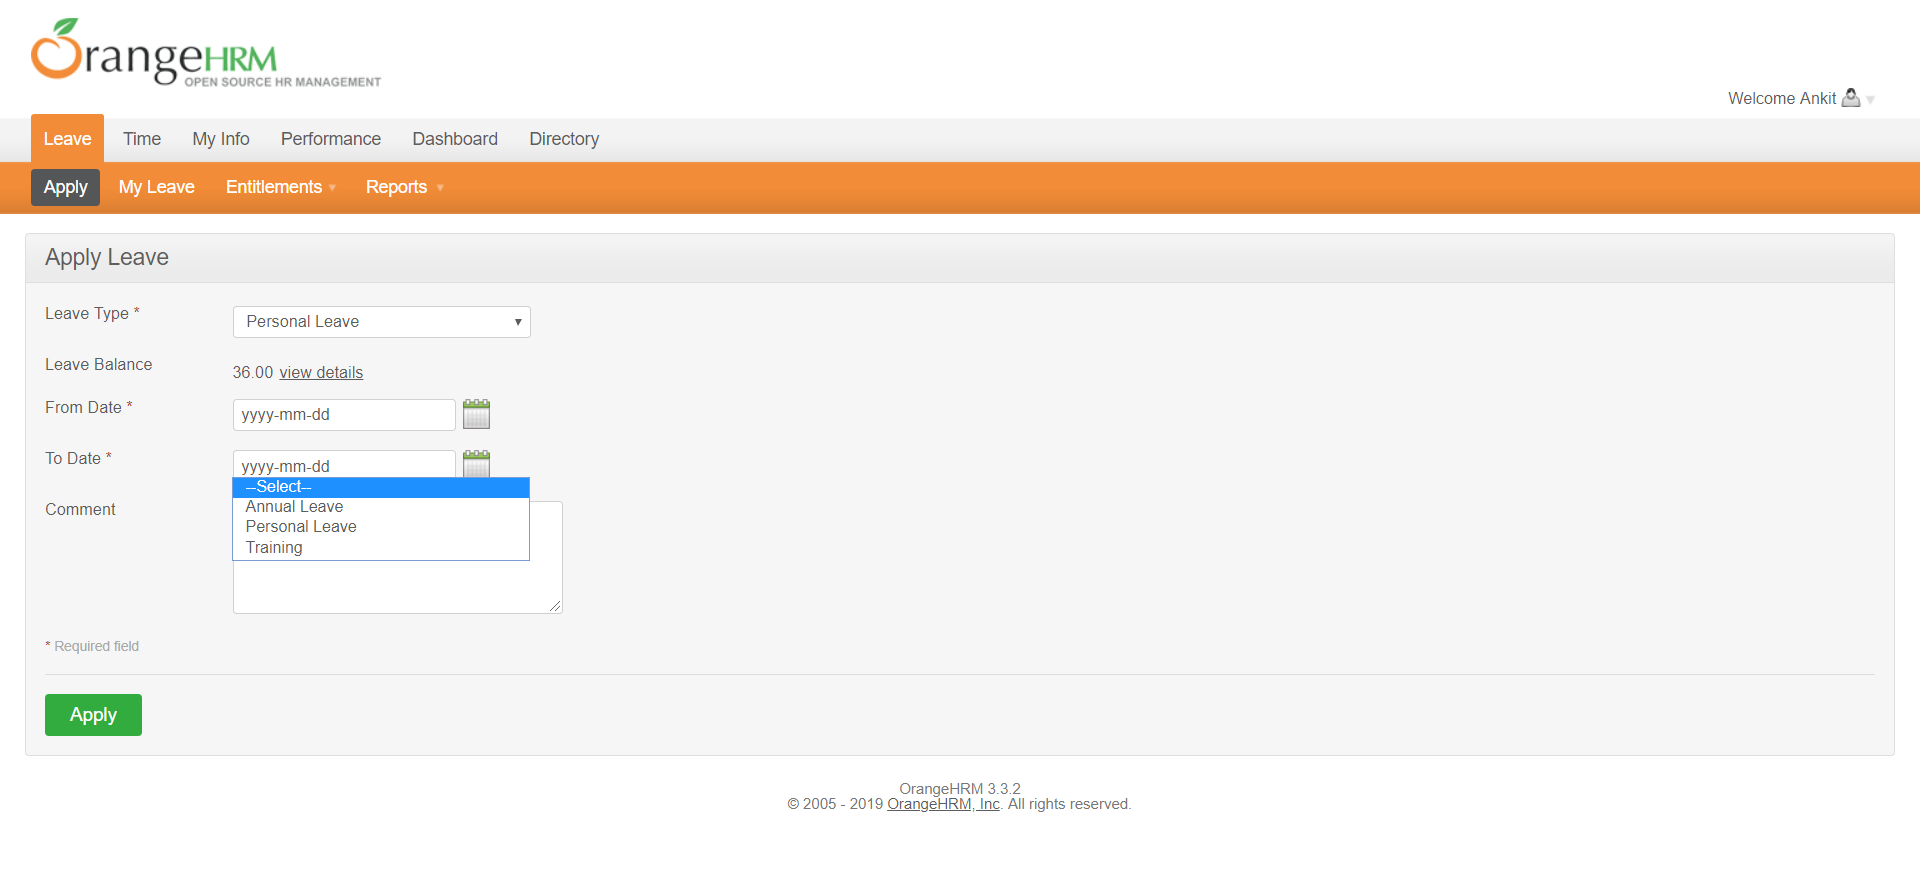 OrangeHRM
OPEN SOURCE HR MANAGEMENT
Welcome Ankit
Leave Time My Info Performance Dashboard Directory
Apply My Leave Entitlements Reports
Apply Leave
Leave Type * Personal Leave
Leave Balance 36.00 view details
From Date * yyyy-mm-dd
To Date * yyyy-mm-dd
--Select--
Comment Annual Leave
Personal Leave
Training
* Required field
Apply
OrangeHRM 3.3.2
© 2005 - 2019 OrangeHRM, Inc. All rights reserved.